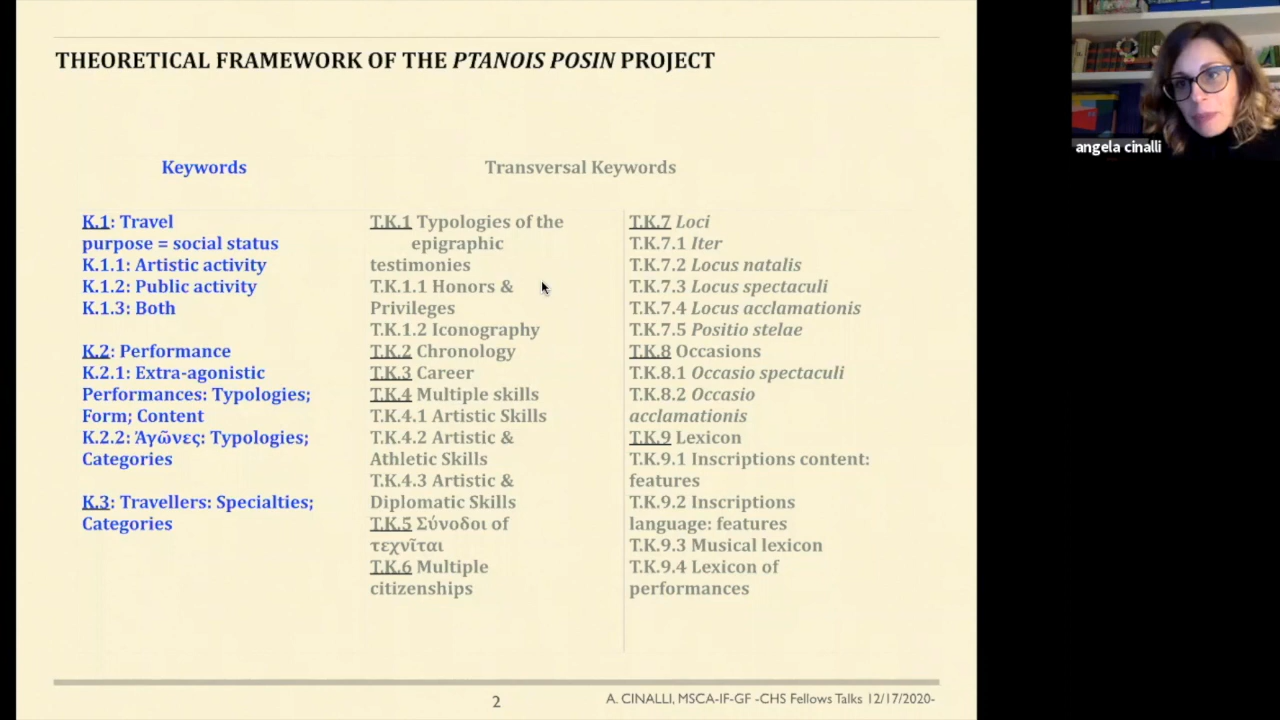 THEORETICAL FRAMEWORK OF THE PTANOIS POSIN PROJECT
Keywords
K.1: Travel
purpose = social status
K.1.1: Artistic activity
K.1.2: Public activity
K.1.3: Both
K.2: Performance
K.2.1: Extra-agonistic
Performances: Typologies;
Form; Content
K.2.2: Ἀγῶνες: Typologies;
Categories
K.3: Travellers: Specialties;
Categories
Transversal Keywords
T.K.1 Typologies of the
epigraphic
testimonies
T.K.1.1 Honors &
Privileges
T.K.1.2 Iconography
T.K.2 Chronology
T.K.3 Career
T.K.4 Multiple skills
T.K.4.1 Artistic Skills
T.K.4.2 Artistic &
Athletic Skills
T.K.4.3 Artistic &
Diplomatic Skills
T.K.5 Σύνοδοι of
τεχνῖται
T.K.6 Multiple
citizenships
T.K.7 Loci
T.K.7.1 Iter
T.K.7.2 Locus natalis
T.K.7.3 Locus spectaculi
T.K.7.4 Locus acclamationis
T.K.7.5 Positio stelae
T.K.8 Occasions
T.K.8.1 Occasio spectaculi
T.K.8.2 Occasio
acclamationis
T.K.9 Lexicon
T.K.9.1 Inscriptions content:
features
T.K.9.2 Inscriptions
language: features
T.K.9.3 Musical lexicon
T.K.9.4 Lexicon of
performances
2
A. CINALLI, MSCA-IF-GF -CHS Fellows Talks 12/17/2020-
angela cinalli